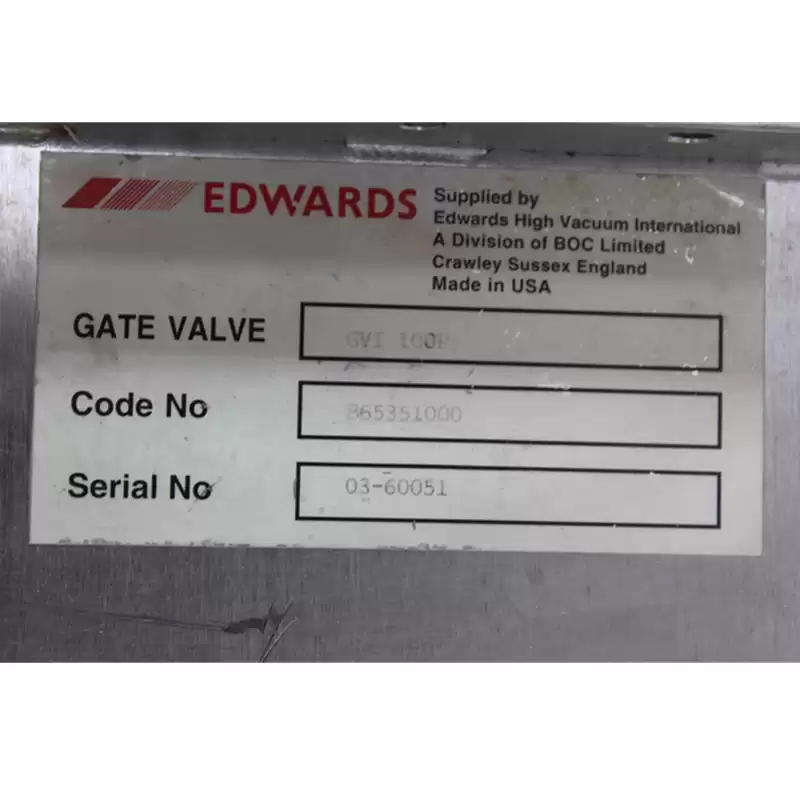 EDWARDS
Supplied by
Edwards High Vacuum International
A Division of BOC Limited
Crawley Sussex England
Made in USA
GATE VALVE GVI 100P
Code No B65351000
Serial No 03-60051